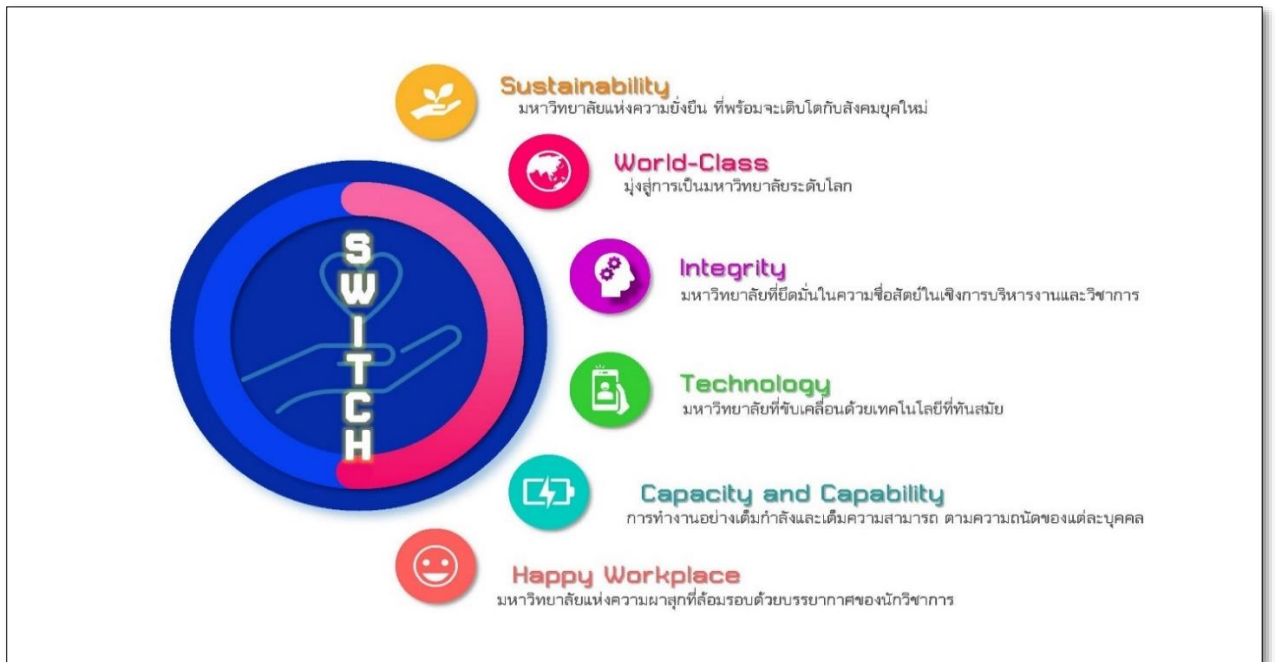 SWITCH
Sustainability
มหาวิทยาลัยแห่งความยั่งยืน ที่พร้อมจะเติบโตกับสังคมยุคใหม่
World-Class
มุ่งสู่การเป็นมหาวิทยาลัยระดับโลก
Integrity
มหาวิทยาลัยที่ยึดมั่นในความซื่อสัตย์ในเชิงการบริหารงานและวิชาการ
Technology
มหาวิทยาลัยที่ขับเคลื่อนด้วยเทคโนโลยีที่ทันสมัย
Capacity and Capability
การทำงานอย่างเต็มกำลังและเต็มความสามารถ ตามความถนัดของแต่ละบุคคล
Happy Workplace
มหาวิทยาลัยแห่งความผาสุกที่ล้อมรอบด้วยบรรยากาศของนักวิชาการ